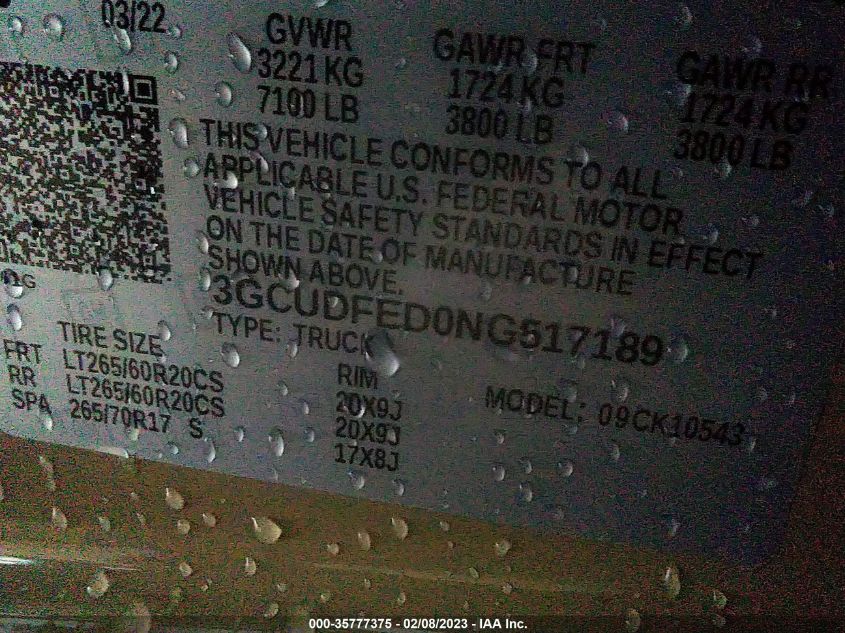 03/22 GVWR GAWR FRT GAWR RR
3221 KG 1724 KG 1724 KG
7100 LB 3800 LB 3800 LB
THIS VEHICLE CONFORMS TO ALL
APPLICABLE U.S. FEDERAL MOTOR
VEHICLE SAFETY STANDARDS IN EFFECT
ON THE DATE OF MANUFACTURE
SHOWN ABOVE.
3GCUDFED0NG517189
TYPE: TRUCK
TIRE SIZE RIM MODEL: 09CK10543
FRT LT265/60R20CS 20X9J
RR LT265/60R20CS 20X9J
SPA 265/70R17 S 17X8J
000-35777375 - 02/08/2023 - IAA Inc.